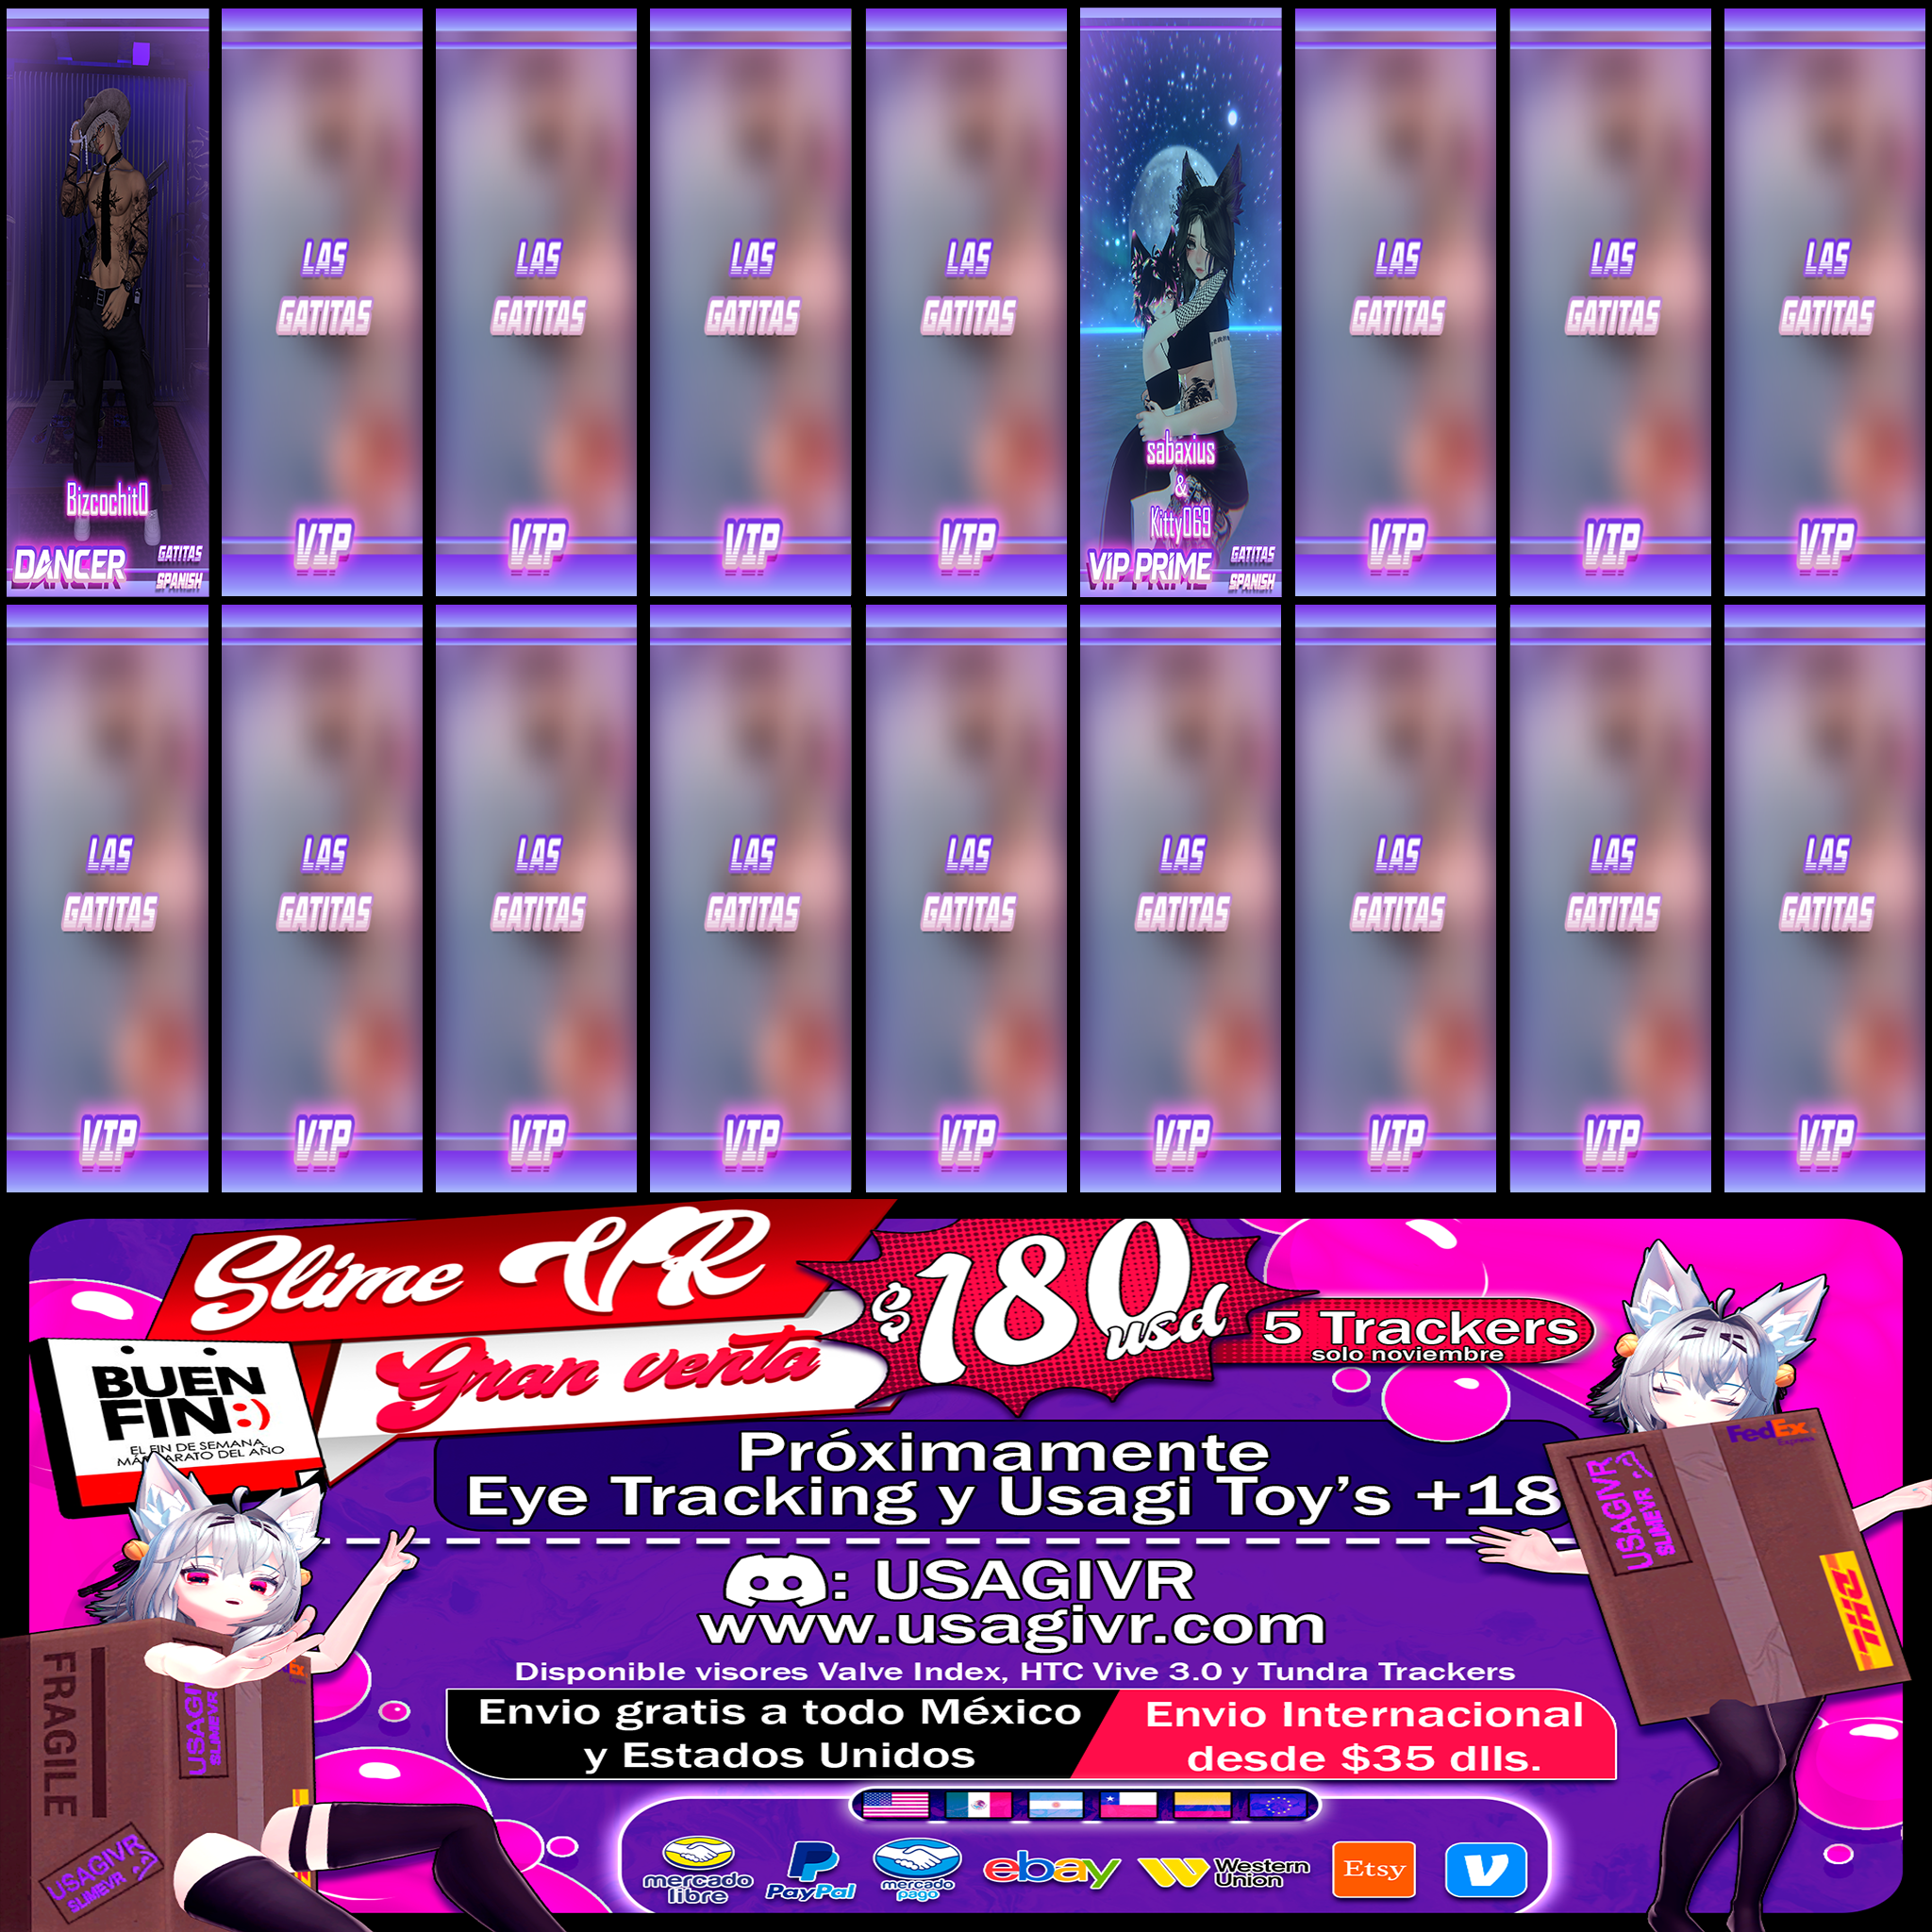 BizcochitO
DANCER
GATITAS
SPANISH
LAS
GATITAS
VIP
LAS
GATITAS
VIP
LAS
GATITAS
VIP
LAS
GATITAS
VIP
sabaxius
&
Kitty069
VIP PRIME
GATITAS
SPANISH
LAS
GATITAS
VIP
LAS
GATITAS
VIP
LAS
GATITAS
VIP
LAS
GATITAS
VIP
LAS
GATITAS
VIP
LAS
GATITAS
VIP
LAS
GATITAS
VIP
LAS
GATITAS
VIP
LAS
GATITAS
VIP
LAS
GATITAS
VIP
LAS
GATITAS
VIP
LAS
GATITAS
VIP
Slime VR
Gran venta
$180 usd
5 Trackers
solo noviembre
BUEN
FIN:)
EL FIN DE SEMANA
BARATO DEL AÑO
Próximamente
Eye Tracking y Usagi Toy's +18
: USAGIVR
www.usagivr.com
Disponible visores Valve Index, HTC Vive 3.0 y Tundra Trackers
Envio gratis a todo México
y Estados Unidos
Envio Internacional
desde $35 dlls.
mercado
libre
PayPal
mercado
pago
ebay
Western
Union
Etsy
V
FedEx
Express
USAGIVR
SLIMEVR
DHL
FRAGILE
USAGIVR
SLIMEVR
USAGIVR
SLIMEVR